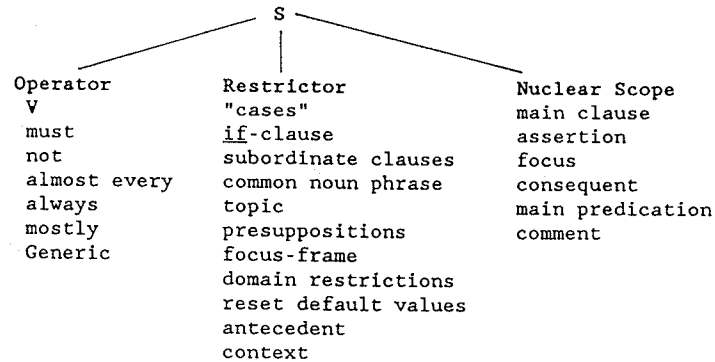 S
Operator
∀
must
not
almost every
always
mostly
Generic
Restrictor
"cases"
if-clause
subordinate clauses
common noun phrase
topic
presuppositions
focus-frame
domain restrictions
reset default values
antecedent
context
Nuclear Scope
main clause
assertion
focus
consequent
main predication
comment